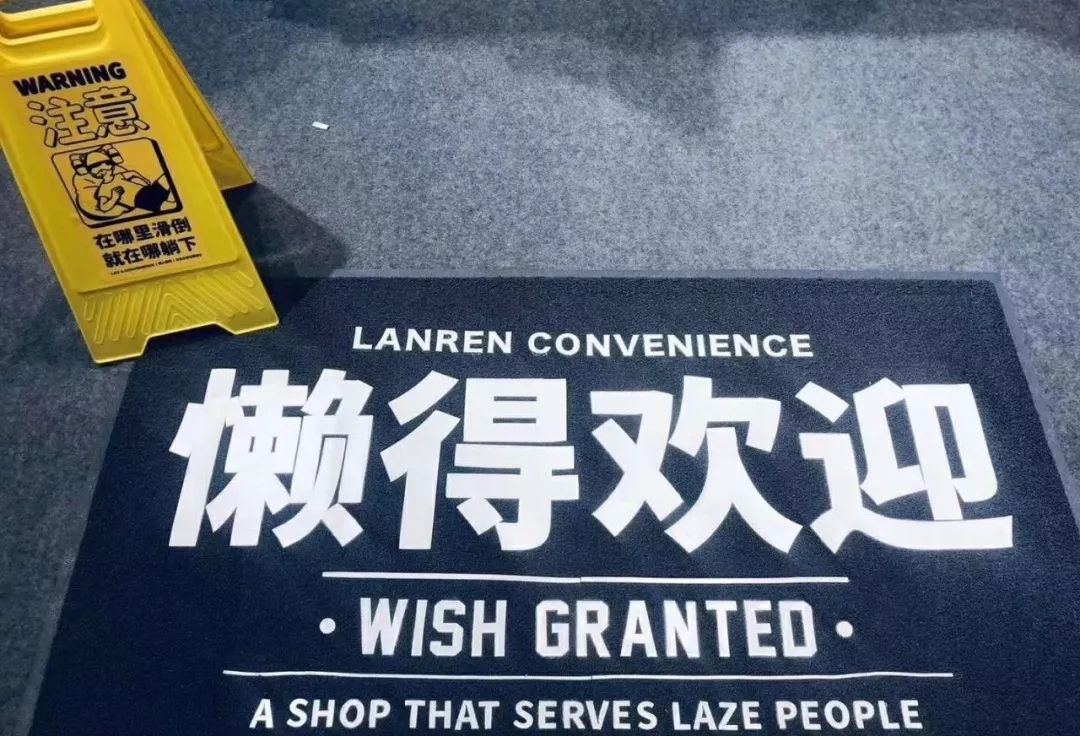 WARNING
注意
在哪里滑倒
就在哪躺下
LANREN CONVENIENCE
懒得欢迎
WISH GRANTED
A SHOP THAT SERVES LAZE PEOPLE